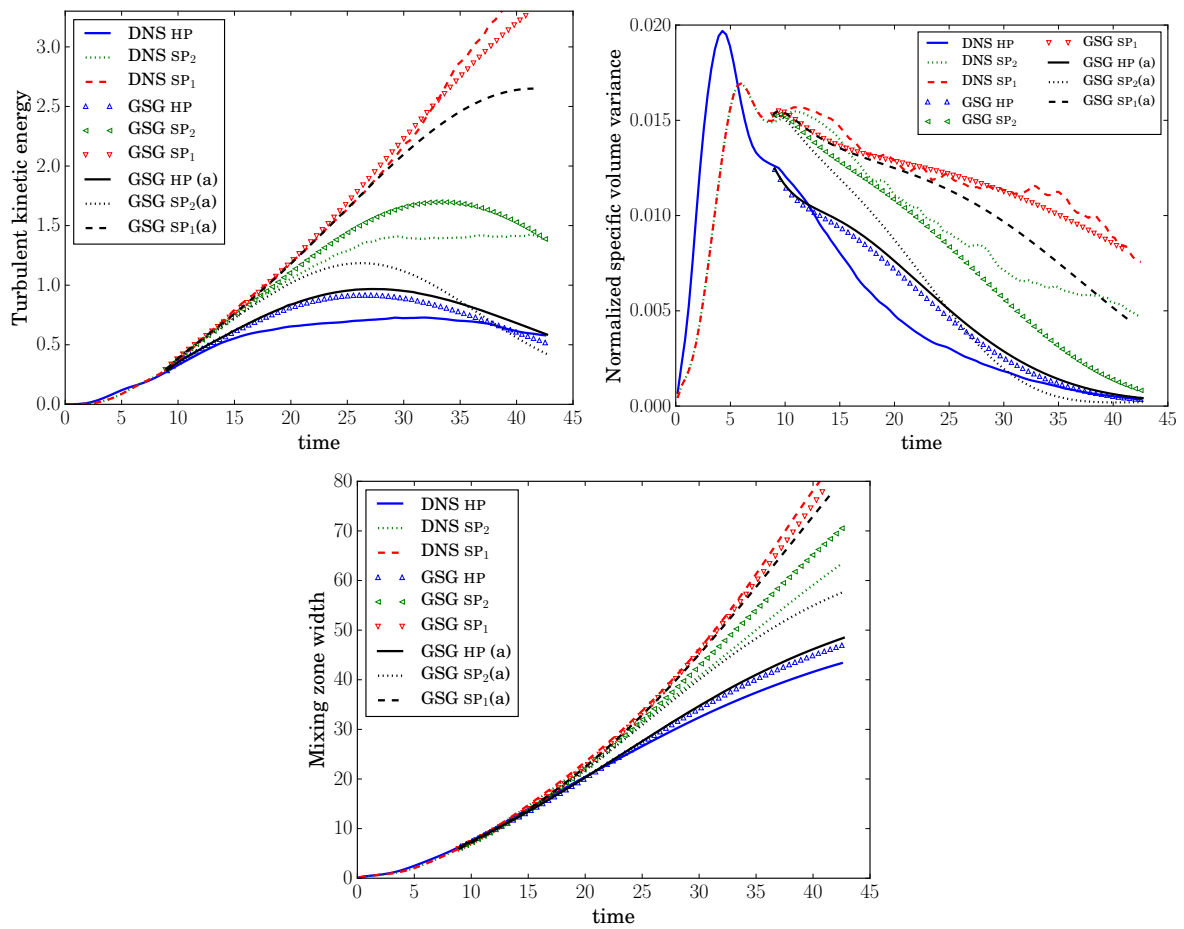 Turbulent kinetic energy
3.0
2.5
2.0
1.5
1.0
0.5
0.0
DNS HP
DNS SP2
DNS SP1
GSG HP
GSG SP2
GSG SP1
GSG HP (a)
GSG SP2(a)
GSG SP1(a)
0 5 10 15 20 25 30 35 40 45
time
Normalized specific volume variance
0.020
0.015
0.010
0.005
0.000
DNS HP
DNS SP2
DNS SP1
GSG HP
GSG SP2
GSG SP1
GSG HP (a)
GSG SP2(a)
GSG SP1(a)
0 5 10 15 20 25 30 35 40 45
time
Mixing zone width
80
70
60
50
40
30
20
10
0
DNS HP
DNS SP2
DNS SP1
GSG HP
GSG SP2
GSG SP1
GSG HP (a)
GSG SP2(a)
GSG SP1(a)
0 5 10 15 20 25 30 35 40 45
time